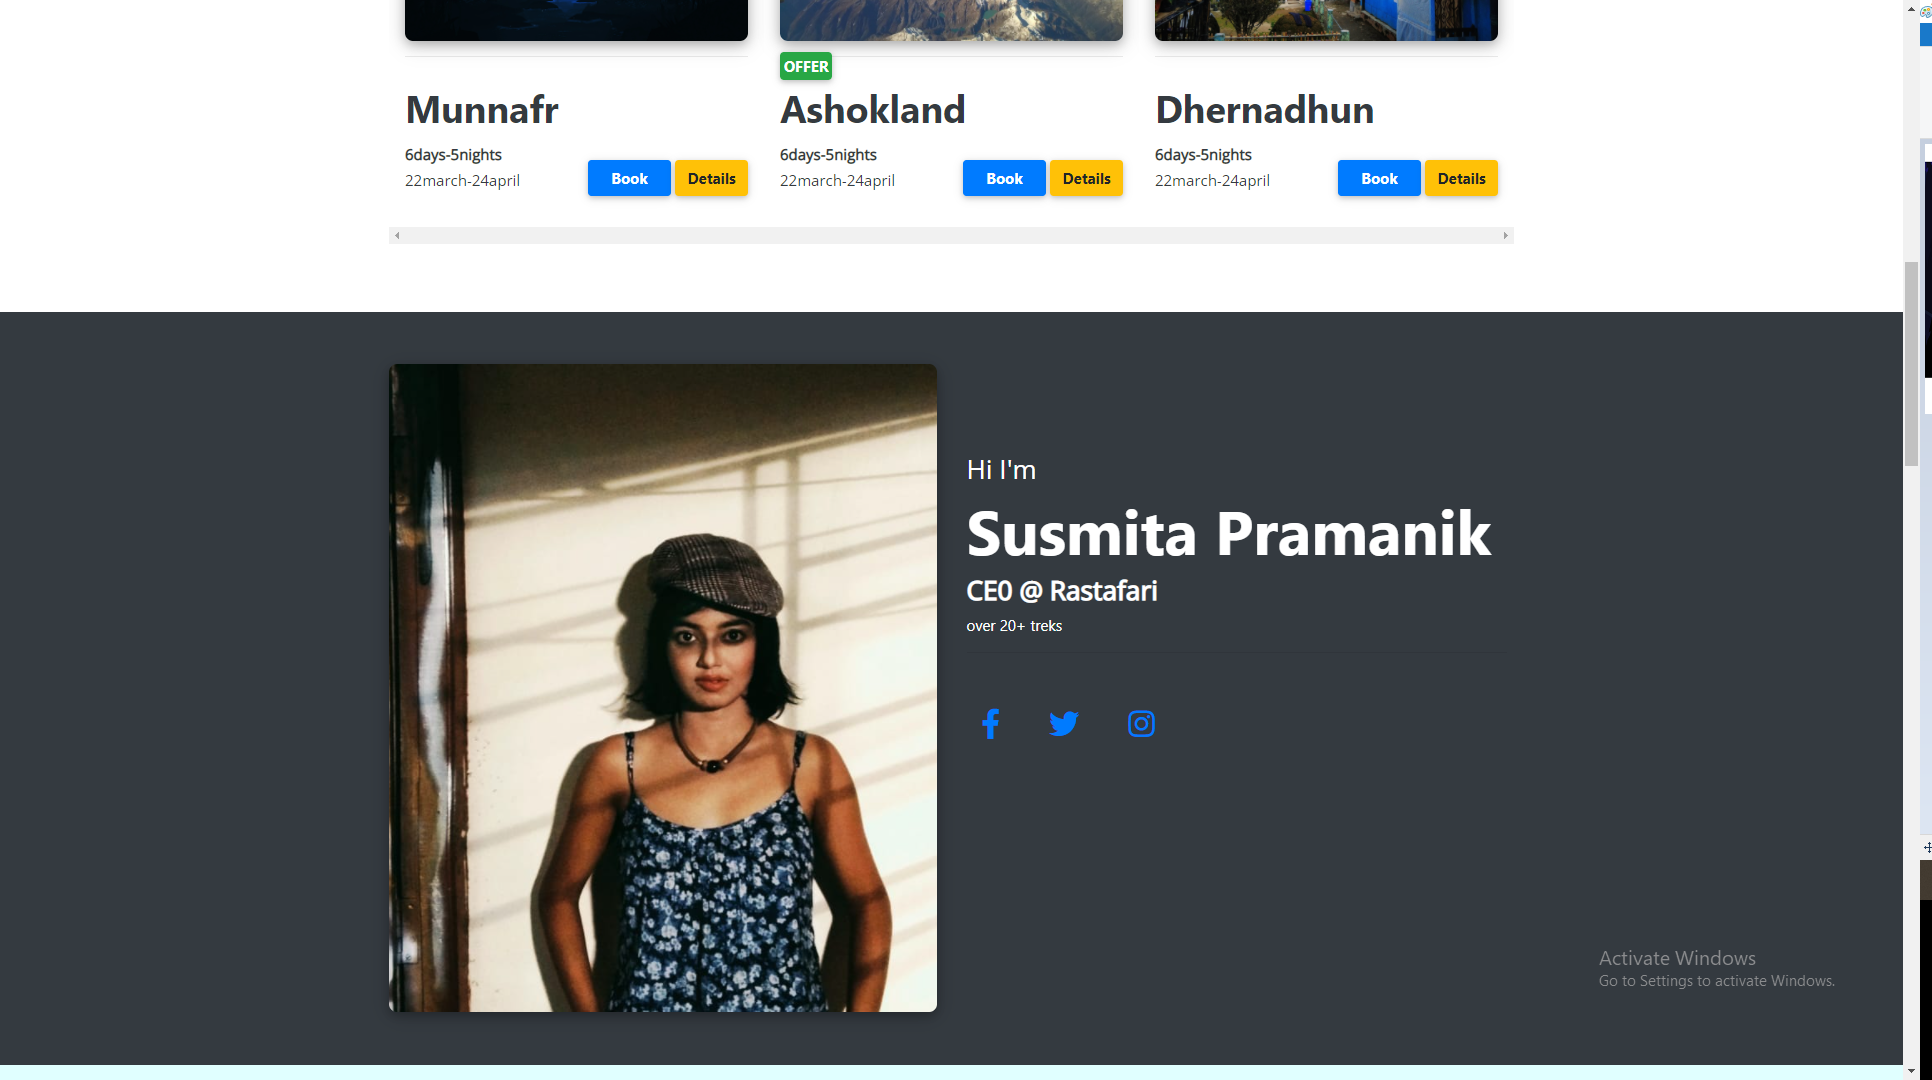 OFFER
Munnafr
Ashokland
Dhernadhun
6days-5nights
22march-24april
Book
Details
6days-5nights
22march-24april
Book
Details
6days-5nights
22march-24april
Book
Details
Hi I'm
Susmita Pramanik
CE0 @ Rastafari
over 20+ treks
Activate Windows
Go to Settings to activate Windows.